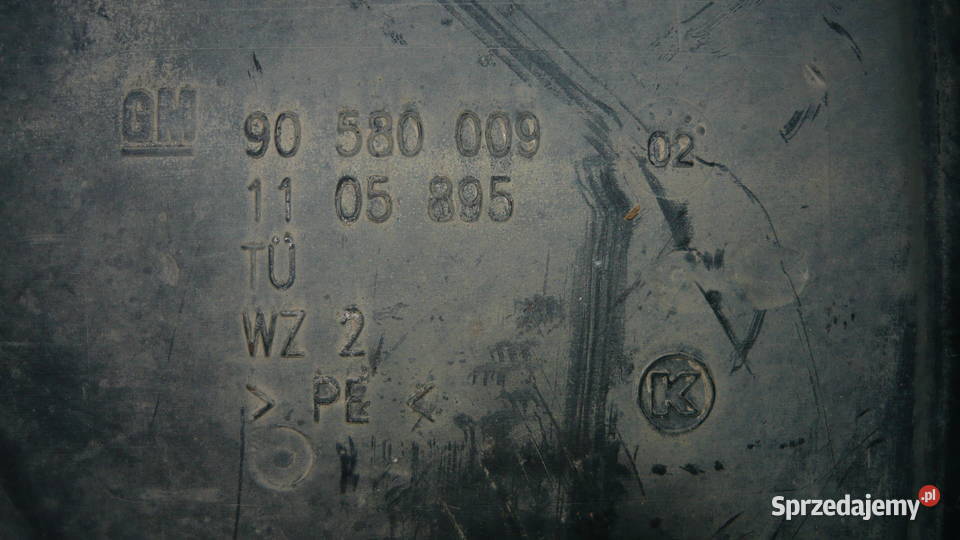 GM 90 580 009 02
11 05 895
TÜ
WZ 2
> PE <
K
Sprzedajemy.pl